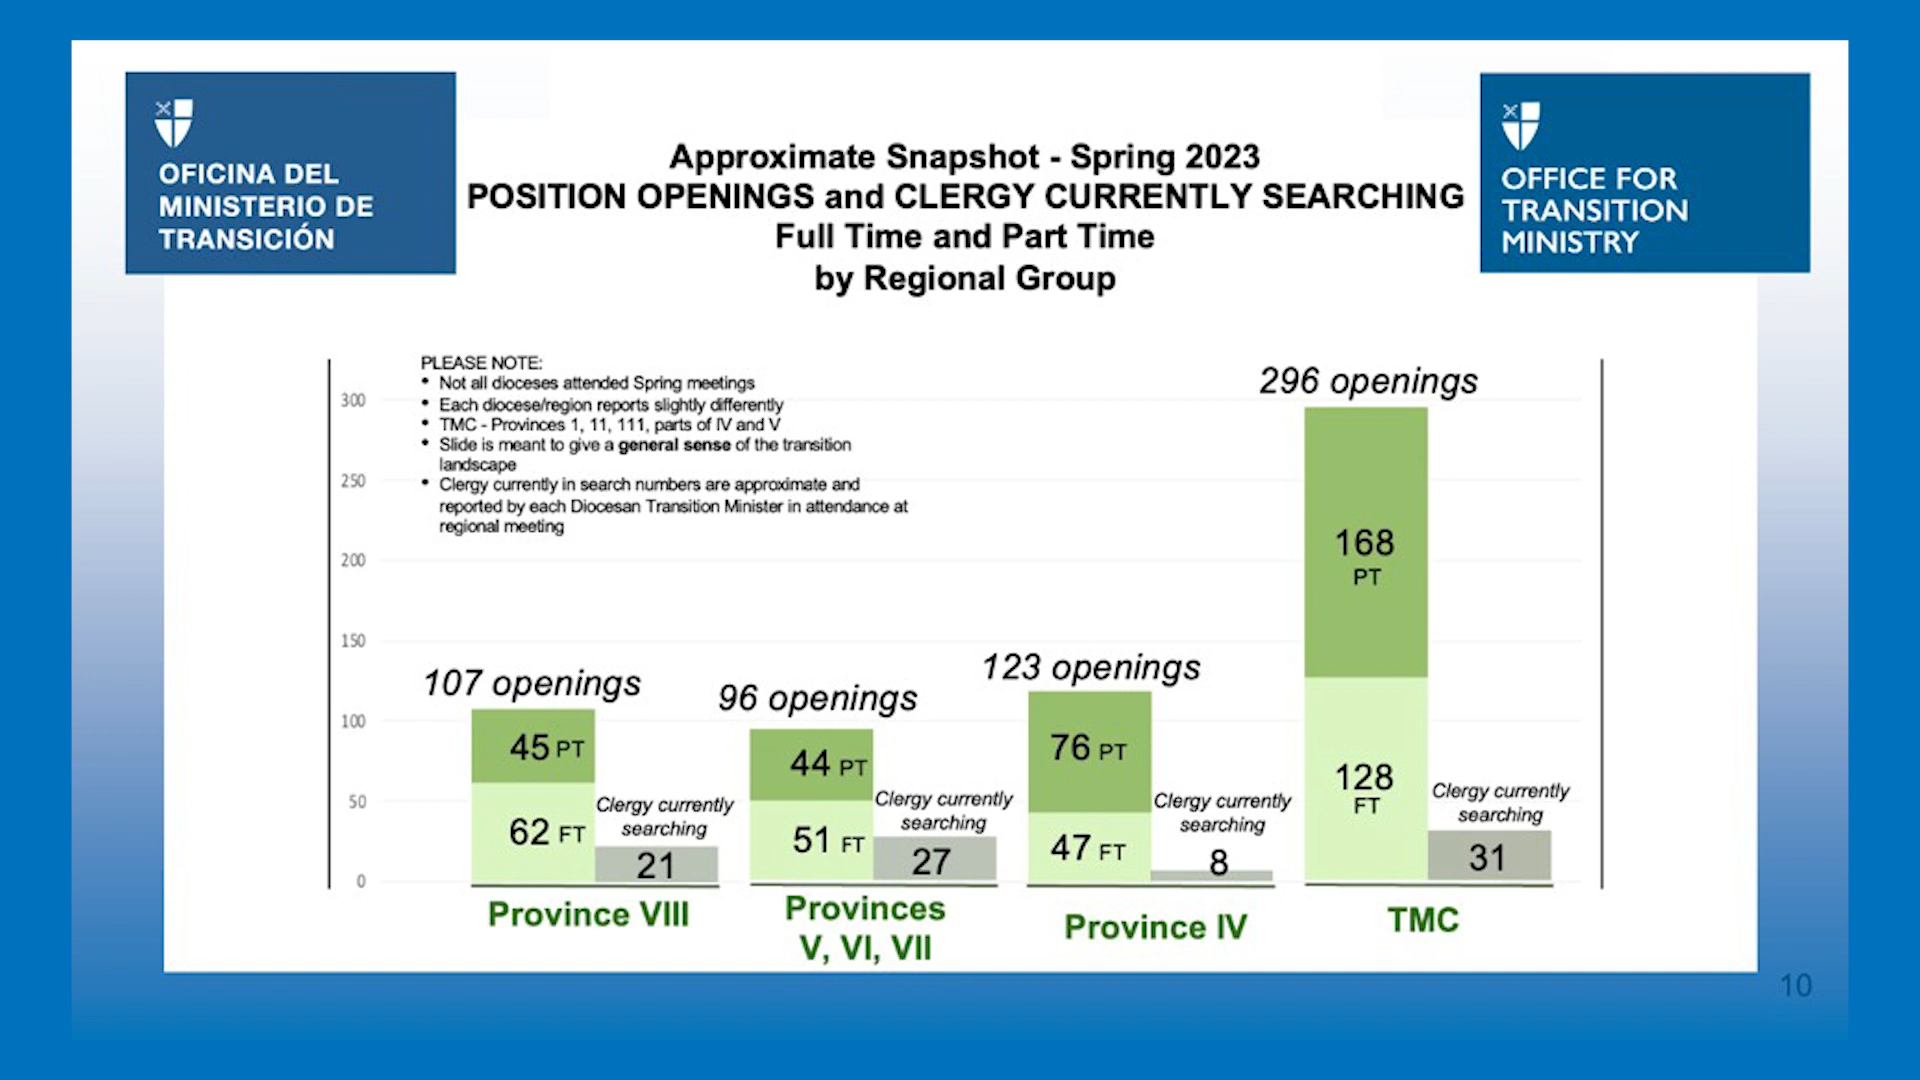 OFICINA DEL
MINISTERIO DE
TRANSICIÓN
Approximate Snapshot - Spring 2023
POSITION OPENINGS and CLERGY CURRENTLY SEARCHING
Full Time and Part Time
by Regional Group
OFFICE FOR
TRANSITION
MINISTRY
PLEASE NOTE:
• Not all dioceses attended Spring meetings
• Each diocese/region reports slightly differently
• TMC - Provinces 1, 11, 111, parts of IV and V
• Slide is meant to give a general sense of the transition
landscape
• Clergy currently in search numbers are approximate and
reported by each Diocesan Transition Minister in attendance at
regional meeting
300
250
200
150
100
50
0
107 openings
45 PT
62 FT
Clergy currently
searching
21
Province VIII
96 openings
44 PT
51 FT
Clergy currently
searching
27
Provinces
V, VI, VII
123 openings
76 PT
47 FT
Clergy currently
searching
8
Province IV
296 openings
168
PT
128
FT
Clergy currently
searching
31
TMC
10